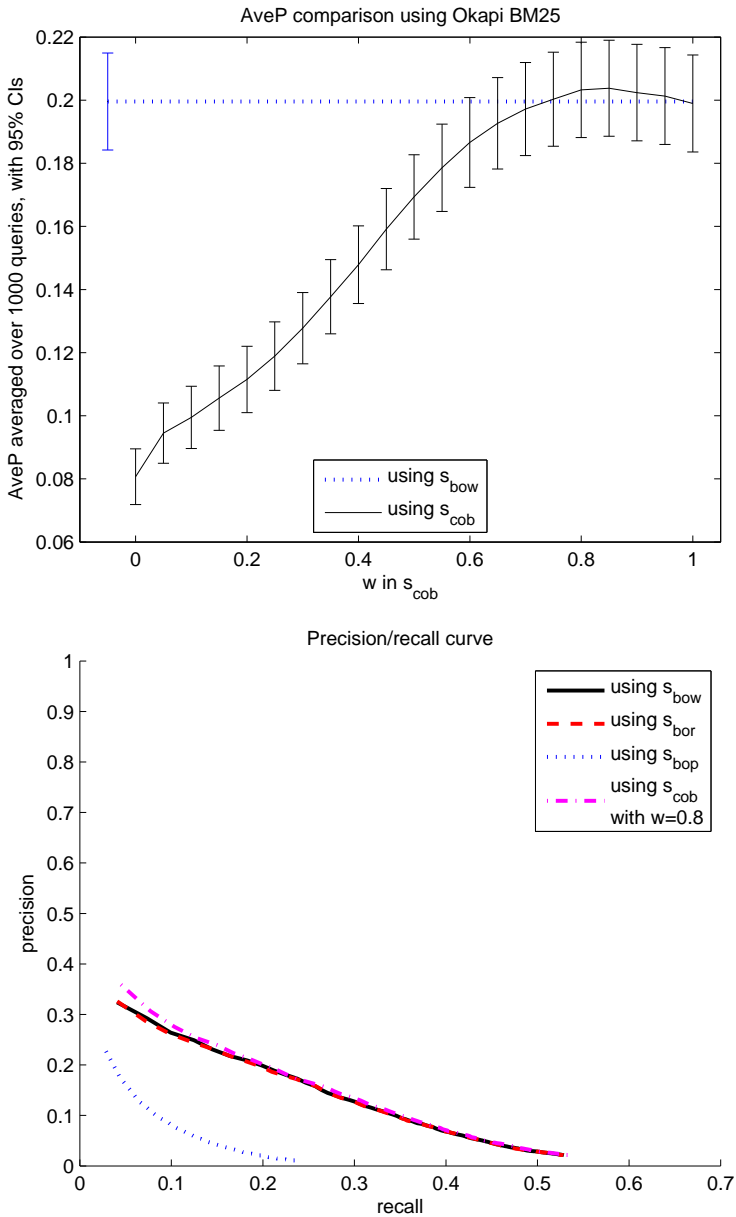 AveP comparison using Okapi BM25
AveP averaged over 1000 queries, with 95% CIs
0.22
0.2
0.18
0.16
0.14
0.12
0.1
0.08
0.06
using s_bow
using s_cob
0 0.2 0.4 0.6 0.8 1
w in s_cob
Precision/recall curve
precision
1
0.9
0.8
0.7
0.6
0.5
0.4
0.3
0.2
0.1
0
using s_bow
using s_bor
using s_bop
using s_cob
with w=0.8
0 0.1 0.2 0.3 0.4 0.5 0.6 0.7
recall